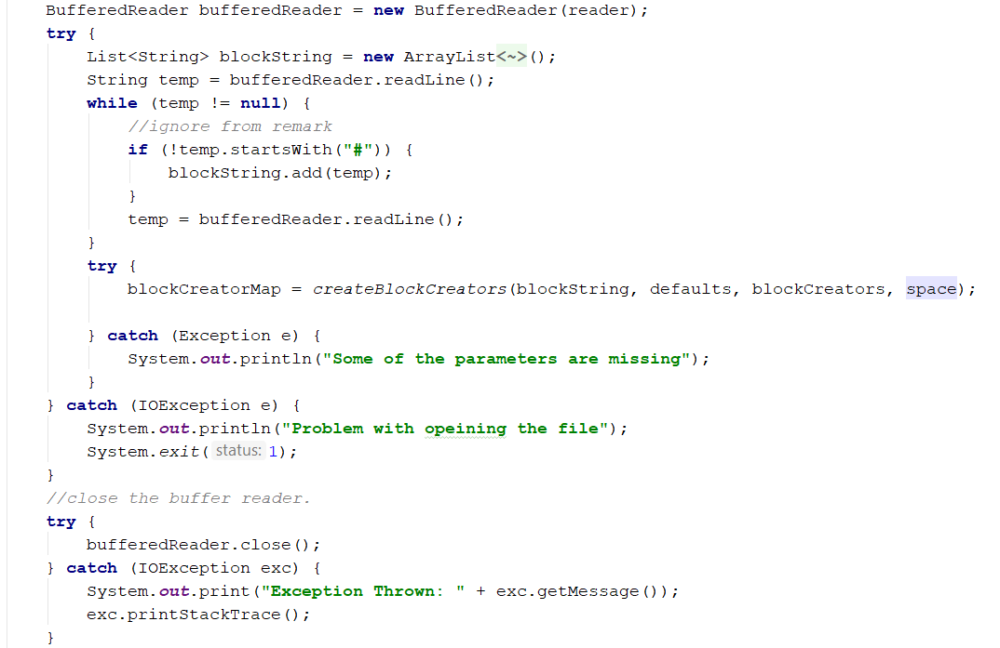 BufferedReader bufferedReader = new BufferedReader(reader);
try {
List<String> blockString = new ArrayList<~>();
String temp = bufferedReader.readLine();
while (temp != null) {
//ignore from remark
if (!temp.startsWith("#")) {
blockString.add(temp);
}
temp = bufferedReader.readLine();
}
try {
blockCreatorMap = createBlockCreators(blockString, defaults, blockCreators, space);
} catch (Exception e) {
System.out.println("Some of the parameters are missing");
}
} catch (IOException e) {
System.out.println("Problem with opeining the file");
System.exit( status: 1);
}
//close the buffer reader.
try {
bufferedReader.close();
} catch (IOException exc) {
System.out.print("Exception Thrown: " + exc.getMessage());
exc.printStackTrace();
}